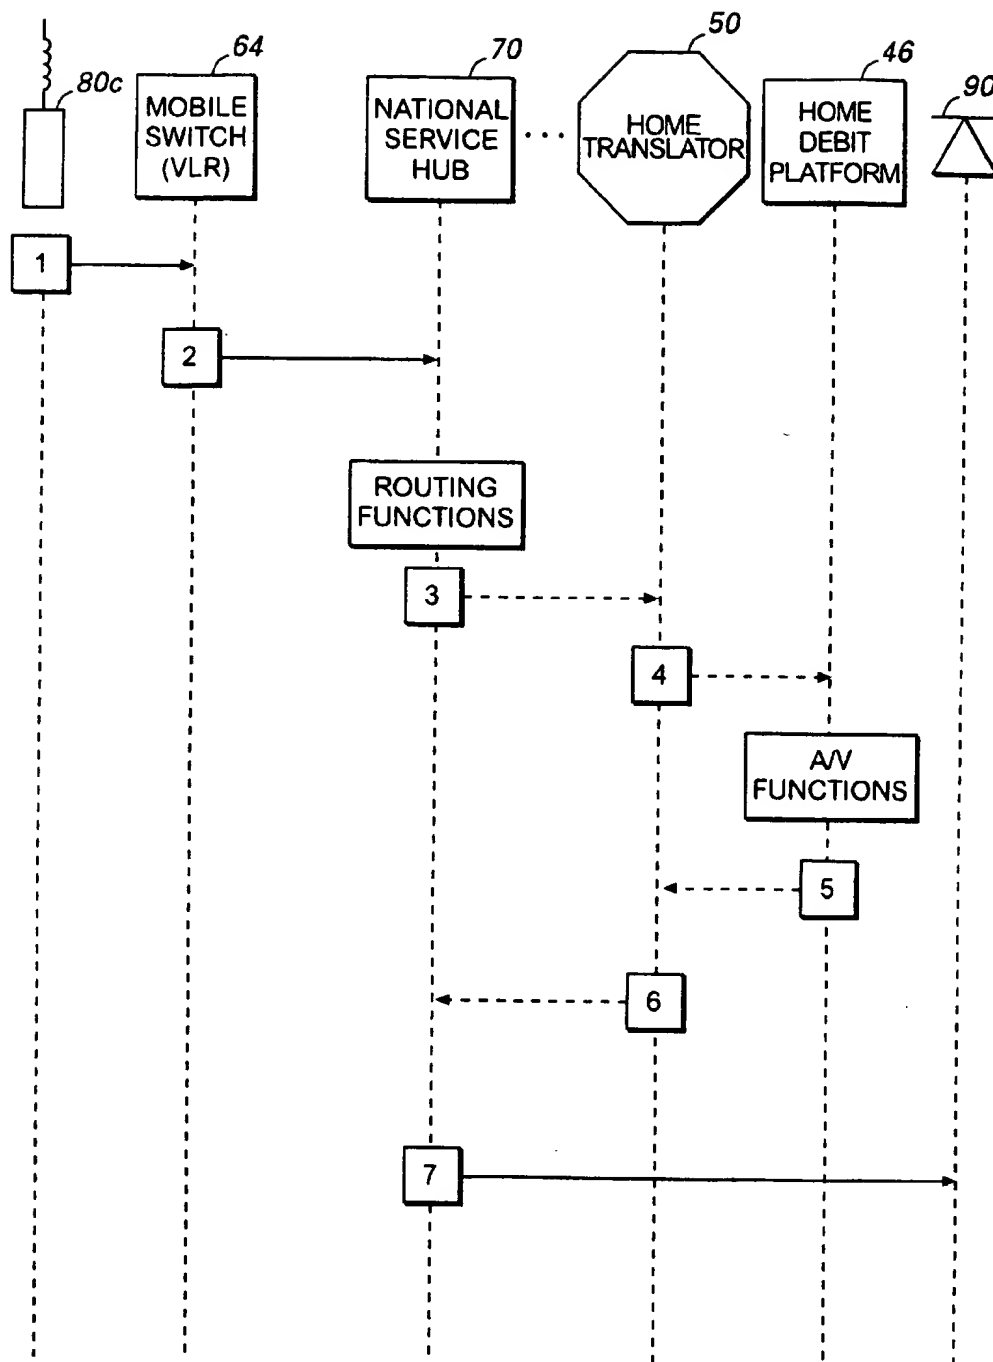 80c
64
MOBILE
SWITCH
(VLR)
70
NATIONAL
SERVICE
HUB
50
HOME
TRANSLATOR
46
HOME
DEBIT
PLATFORM
90
1
2
ROUTING
FUNCTIONS
3
4
A/V
FUNCTIONS
5
6
7